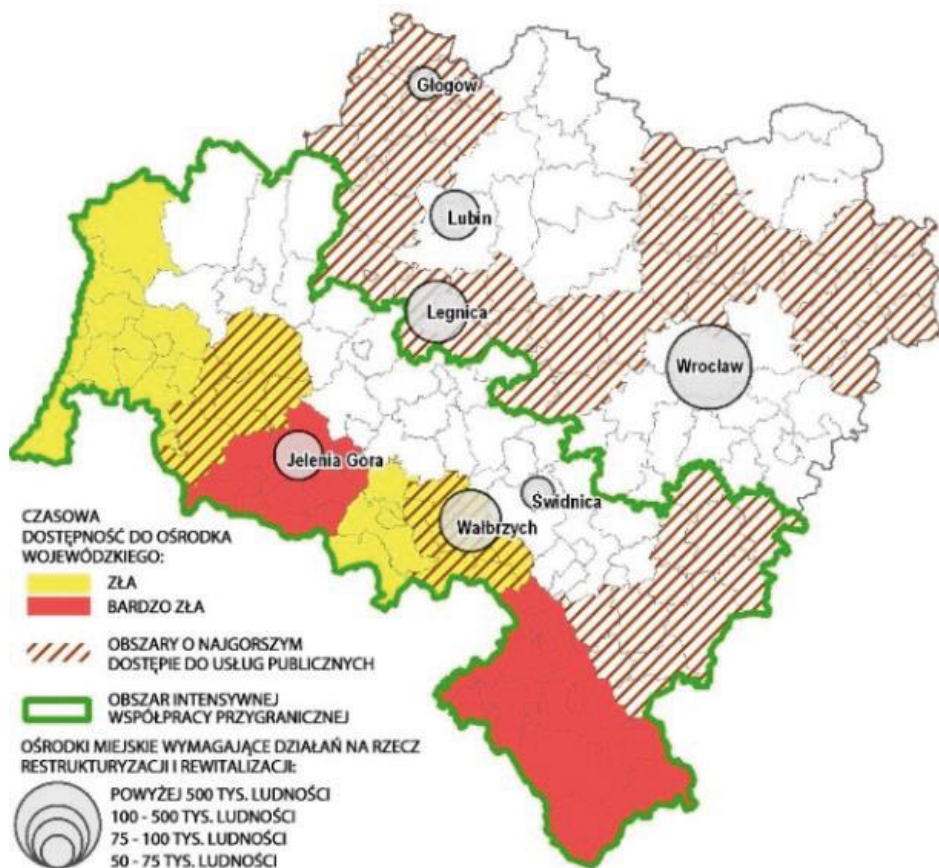 Głogów
Lubin
Legnica
Wrocław
Jelenia Góra
Świdnica
Wałbrzych
CZASOWA
DOSTĘPNOŚĆ DO OŚRODKA
WOJEWÓDZKIEGO:
ZŁA
BARDZO ZŁA
OBSZARY O NAJGORSZYM
DOSTĘPIE DO USŁUG PUBLICZNYCH
OBSZAR INTENSYWNEJ
WSPÓŁPRACY PRZYGRANICZNEJ
OŚRODKI MIEJSKIE WYMAGAJĄCE DZIAŁAŃ NA RZECZ
RESTRUKTURYZACJI I REWITALIZACJI:
POWYŻEJ 500 TYS. LUDNOŚCI
100 - 500 TYS. LUDNOŚCI
75 - 100 TYS. LUDNOŚCI
50 - 75 TYS. LUDNOŚCI